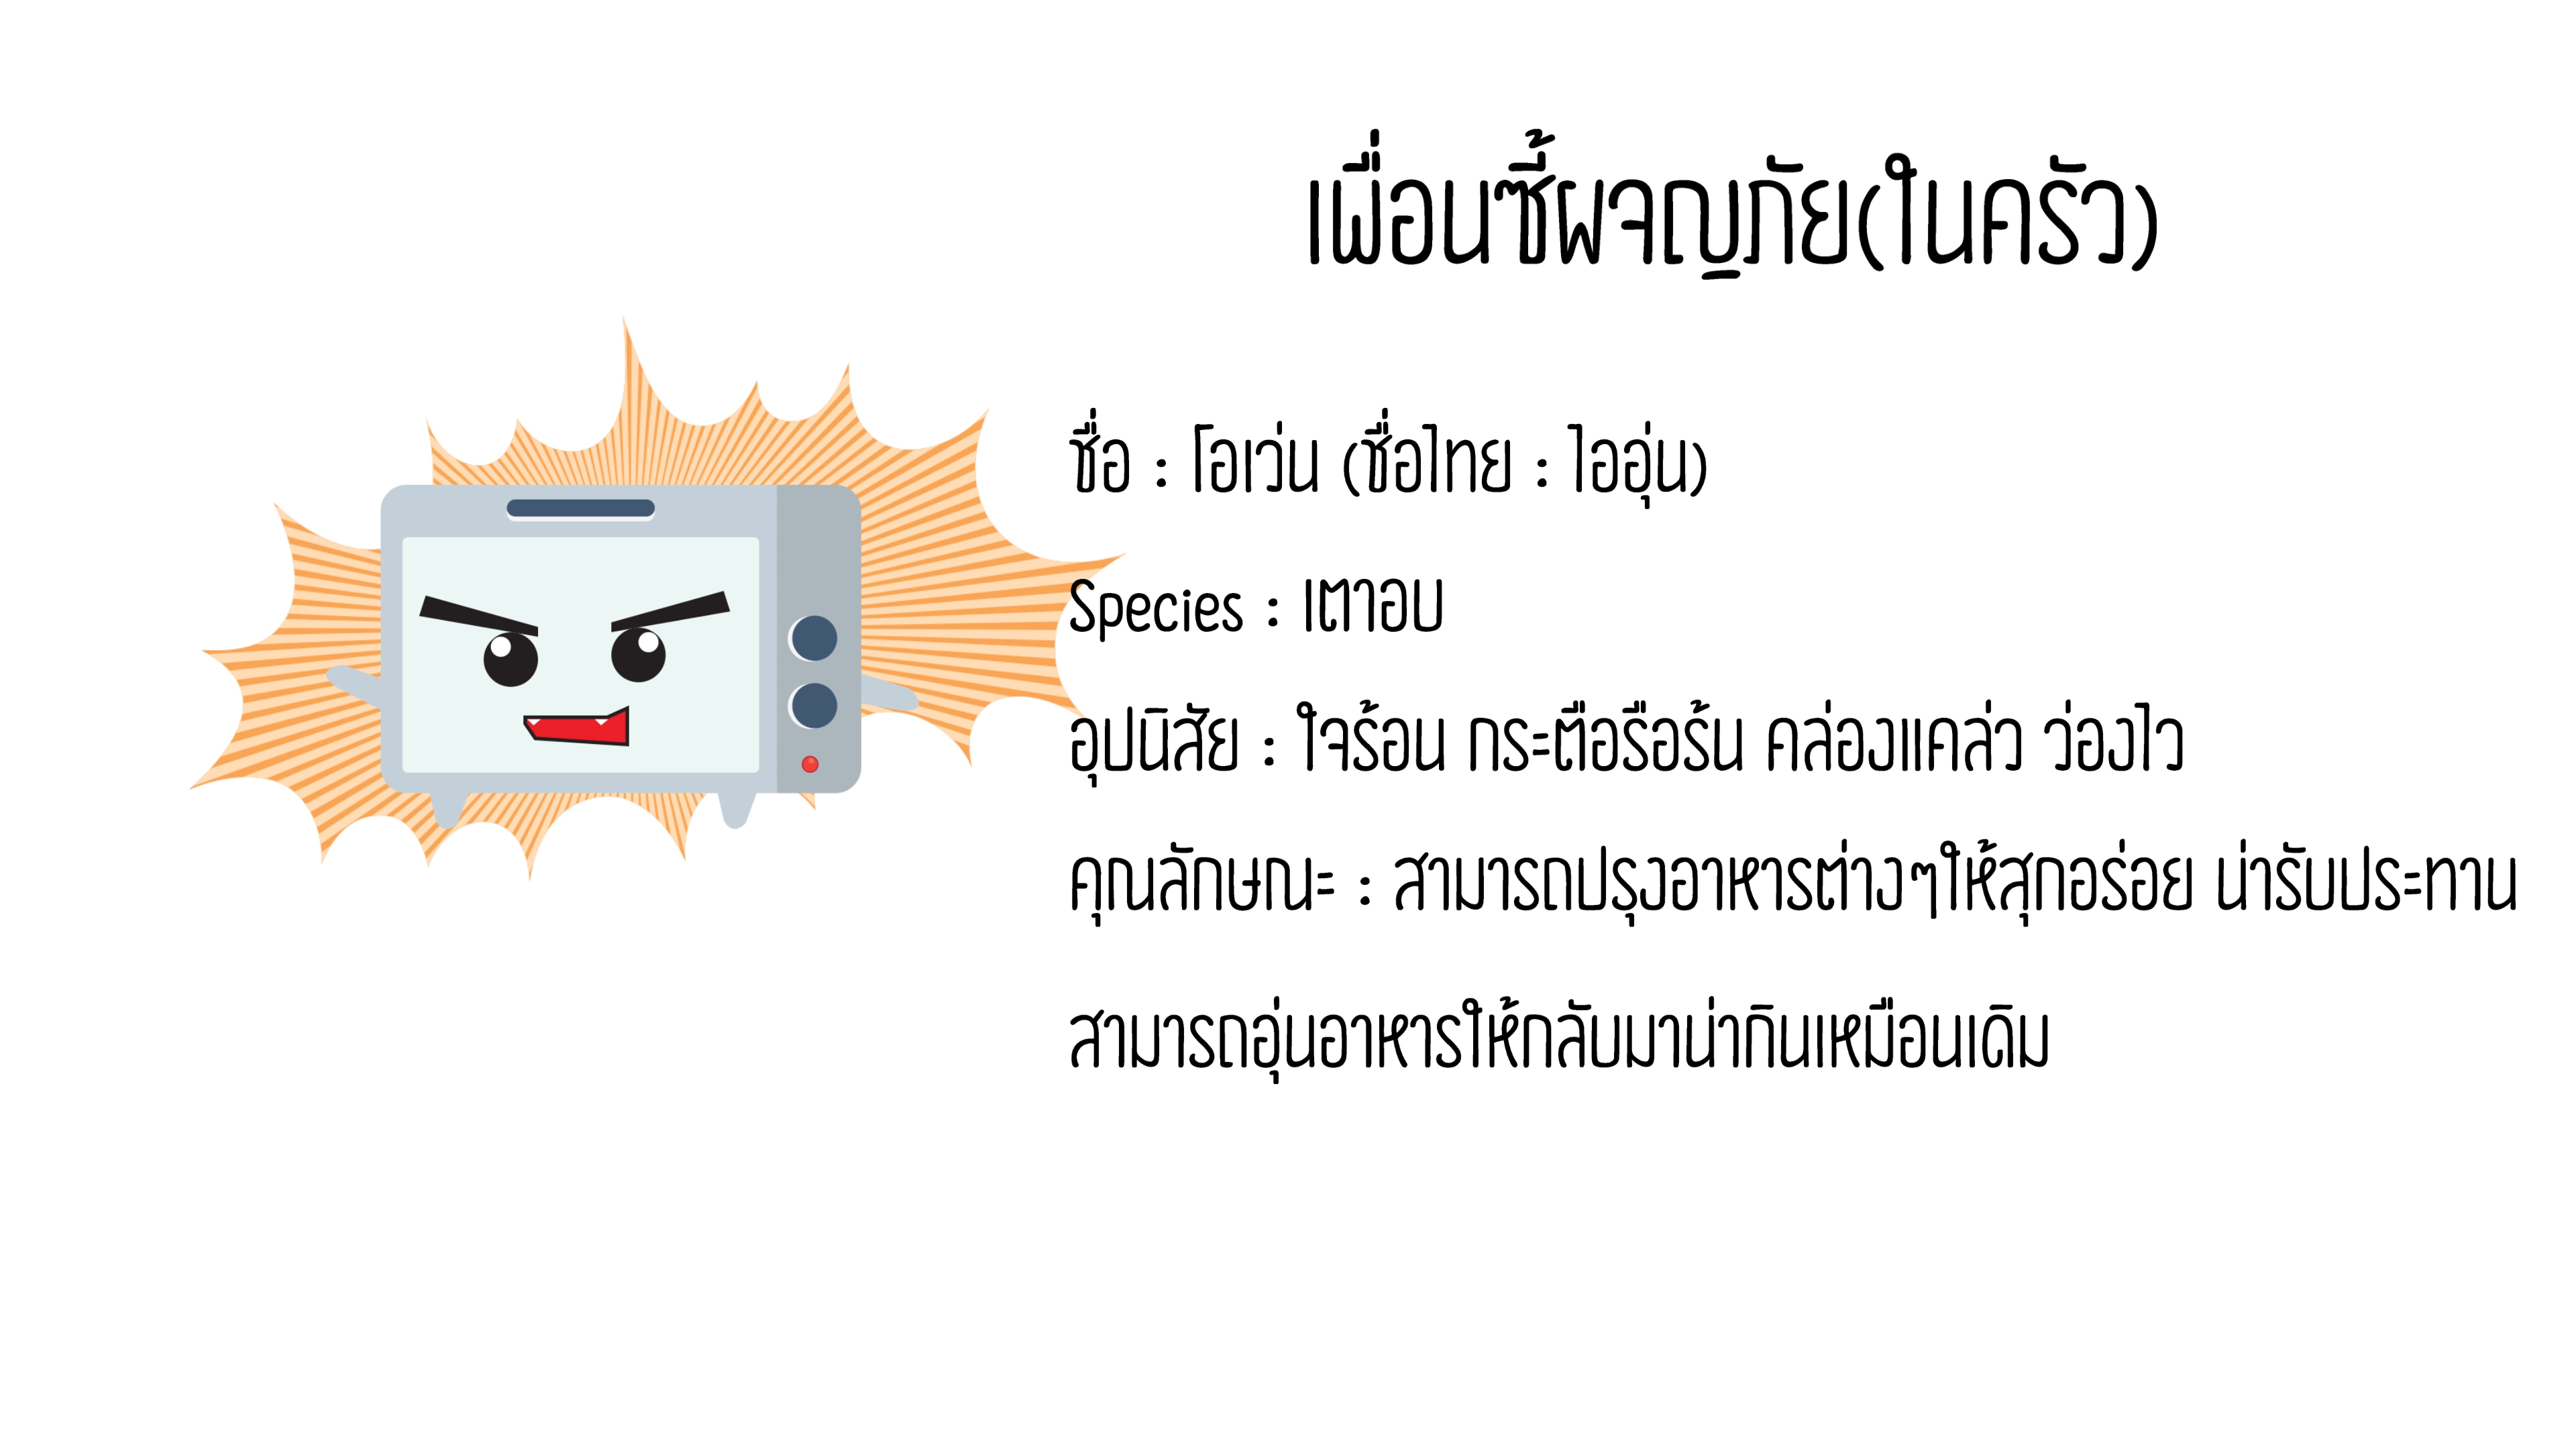 เพื่อนซี้ผจญภัย(ในครัว)
ชื่อ : โอเว่น (ชื่อไทย : ไออุ่น)
Species : เตาอบ
อุปนิสัย : ใจร้อน กระตือรือร้น คล่องแคล่ว ว่องไว
คุณลักษณะ : สามารถปรุงอาหารต่างๆให้สุกอร่อย น่ารับประทาน
สามารถอุ่นอาหารให้กลับมาน่ากินเหมือนเดิม